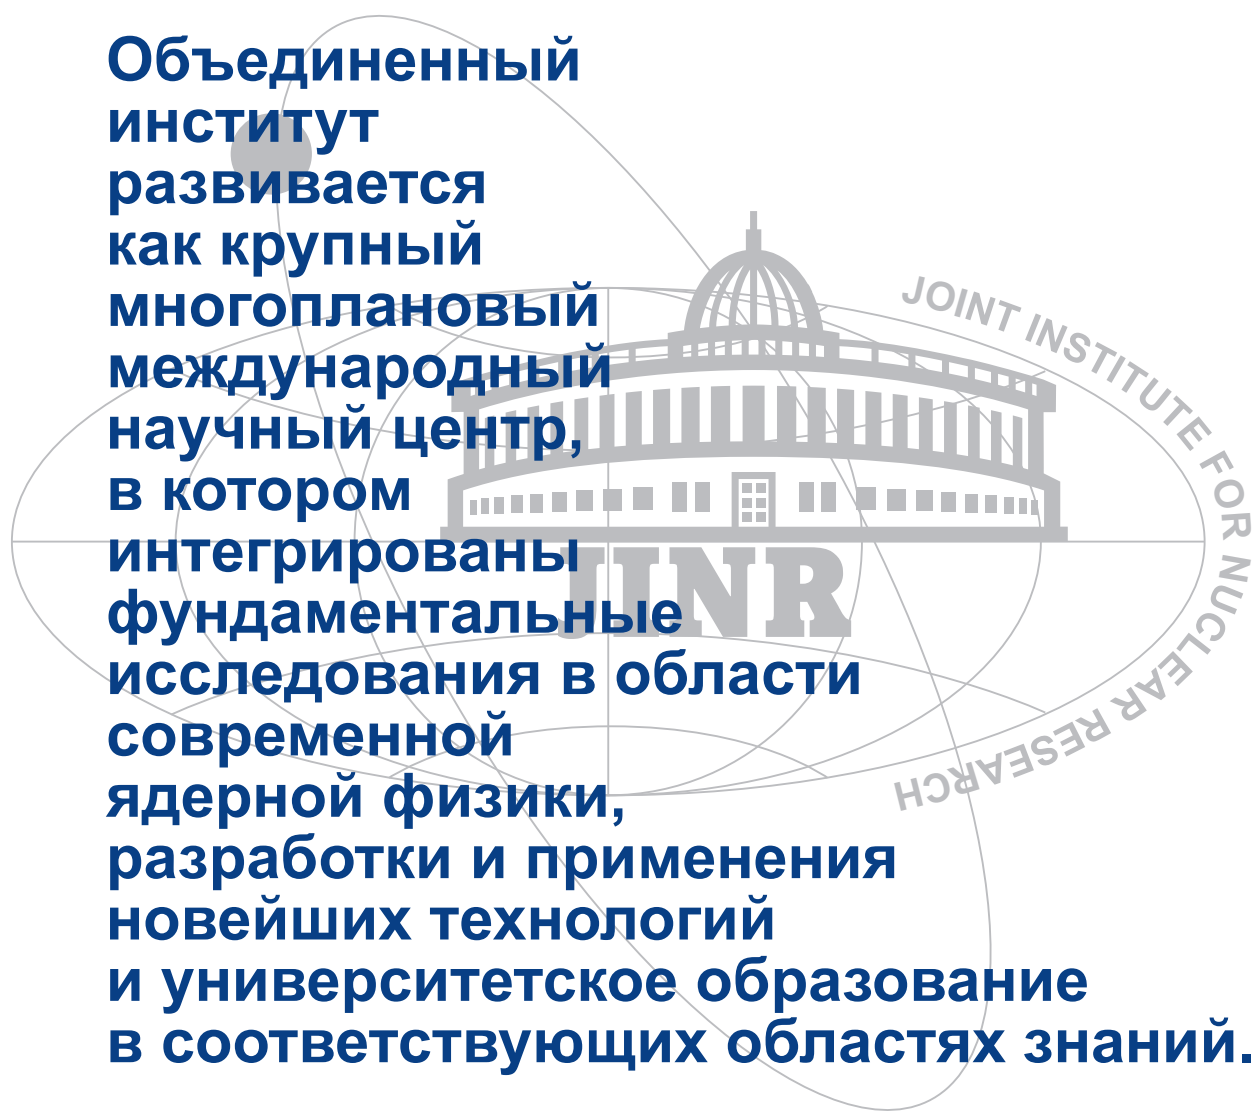 Объединенный
институт
развивается
как крупный
многоплановый
международный
научный центр,
в котором
интегрированы
фундаментальные
исследования в области
современной
ядерной физики,
разработки и применения
новейших технологий
и университетское образование
в соответствующих областях знаний.
JOINT INSTITUTE FOR NUCLEAR RESEARCH
JINR